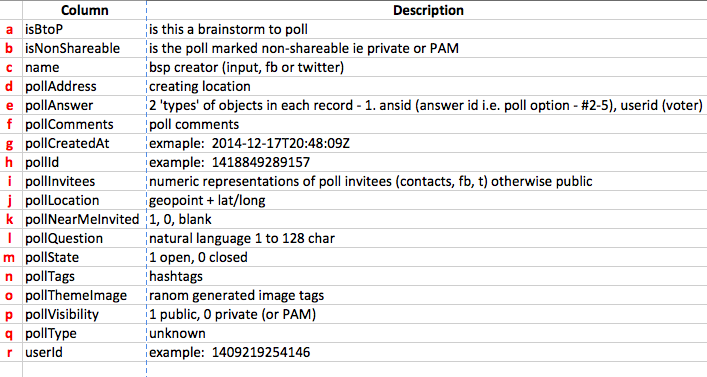 Column Description
a isBtoP is this a brainstorm to poll
b isNonShareable is the poll marked non-shareable ie private or PAM
c name bsp creator (input, fb or twitter)
d pollAddress creating location
e pollAnswer 2 'types' of objects in each record - 1. ansid (answer id i.e. poll option - #2-5), userid (voter)
f pollComments poll comments
g pollCreatedAt exmaple: 2014-12-17T20:48:09Z
h pollId example: 1418849289157
i pollInvitees numeric representations of poll invitees (contacts, fb, t) otherwise public
j pollLocation geopoint + lat/long
k pollNearMeInvited 1, 0, blank
l pollQuestion natural language 1 to 128 char
m pollState 1 open, 0 closed
n pollTags hashtags
o pollThemeImage ranom generated image tags
p pollVisibility 1 public, 0 private (or PAM)
q pollType unknown
r userId example: 1409219254146